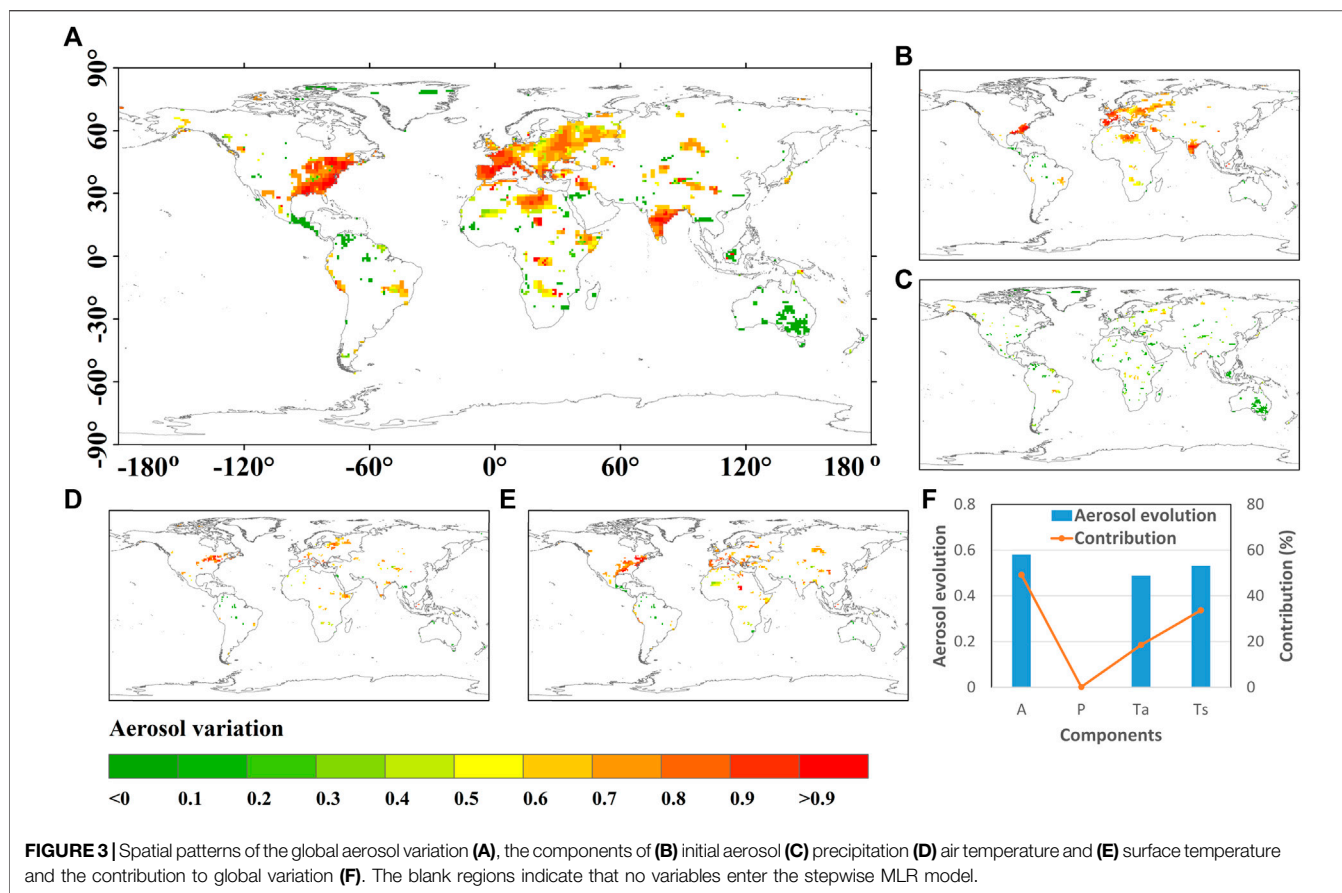 A
90°
60°
30°
0°
-30°
-60°
-90°
-180° -120° -60° 0° 60° 120° 180°
B
C
D
E
F
Aerosol evolution
Contribution
0.8
0.6
0.4
0.2
0
Aerosol evolution
80
60
40
20
0
Contribution (%)
A P Ta Ts
Components
Aerosol variation
<0 0.1 0.2 0.3 0.4 0.5 0.6 0.7 0.8 0.9 >0.9
FIGURE 3 | Spatial patterns of the global aerosol variation (A), the components of (B) initial aerosol (C) precipitation (D) air temperature and (E) surface temperature
and the contribution to global variation (F). The blank regions indicate that no variables enter the stepwise MLR model.